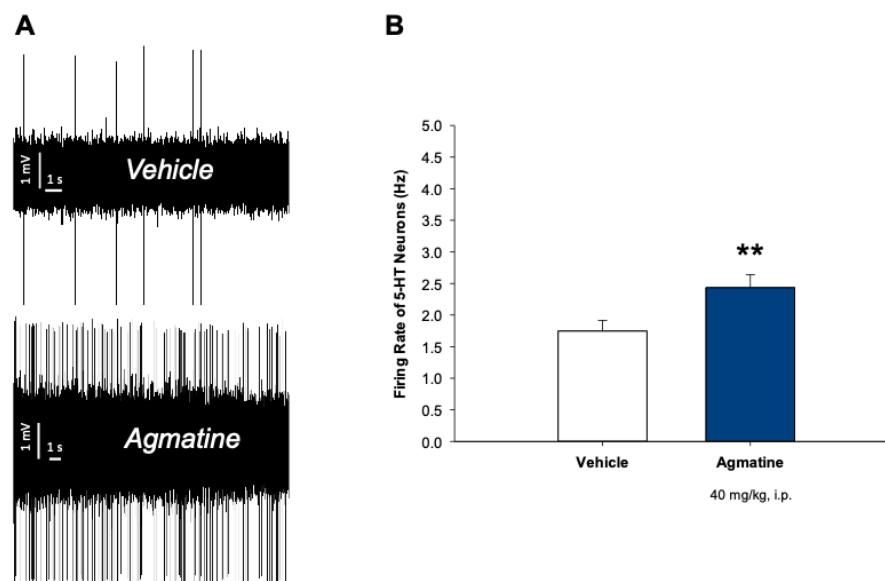 A
1 mV
1 s
Vehicle
1 mV
1 s
Agmatine
B
Firing Rate of 5-HT Neurons (Hz)
5.0
4.5
4.0
3.5
3.0
2.5
2.0
1.5
1.0
0.5
0.0
**
Vehicle
Agmatine
40 mg/kg, i.p.